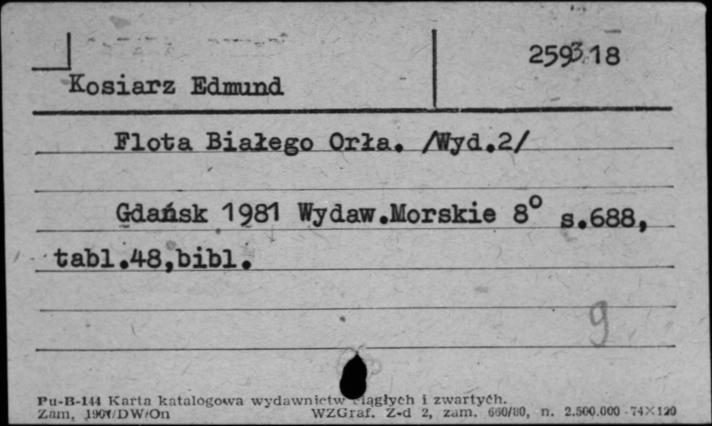 259318
Kosiarz Edmund
Flota Białego Orła. /Wyd.2/
Gdańsk 1981 Wydaw.Morskie 8° s.688,
tabl.48,bibl.
9
Pu-B-144 Karta katalogowa wydawnictw ciągłych i zwartych.
Zam. DW/On WZGraf. Z-d 2, zam. 660/80, n. 2.500.000 - 74×120